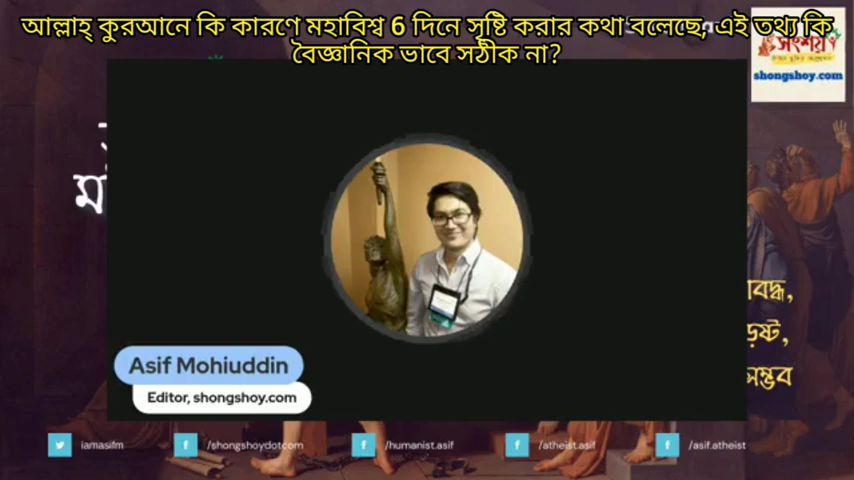 আল্লাহ্ কুরআনে কি কারণে মহাবিশ্ব 6 দিনে সৃষ্টি করার কথা বলেছে, এই তথ্য কি
বৈজ্ঞানিক ভাবে সঠীক না?
সংশয়
shongshoy.com
Asif Mohiuddin
Editor, shongshoy.com
iamasifm
/shongshoydotcom
/humanist.asif
/atheist.asif
/asif.atheist